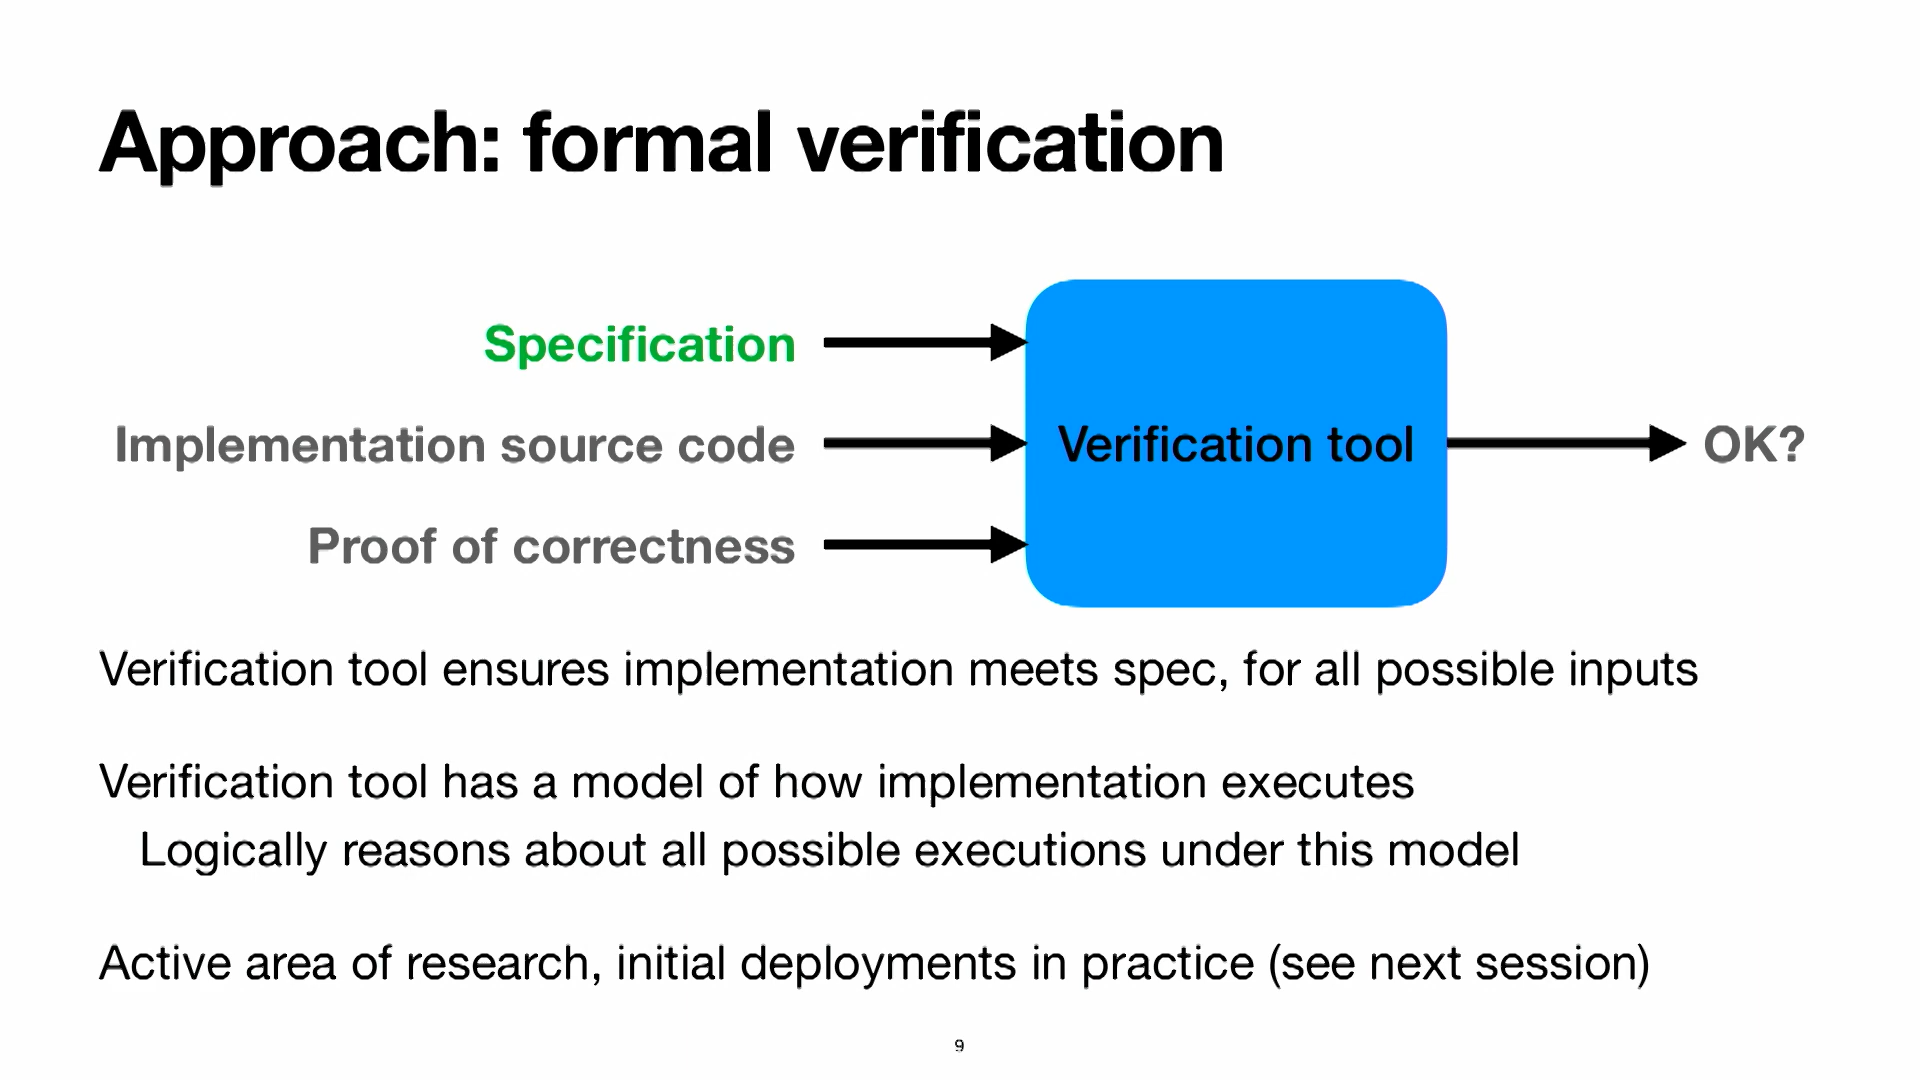 Approach: formal verification
Specification
Implementation source code
Verification tool
OK?
Proof of correctness
Verification tool ensures implementation meets spec, for all possible inputs
Verification tool has a model of how implementation executes
Logically reasons about all possible executions under this model
Active area of research, initial deployments in practice (see next session)
9